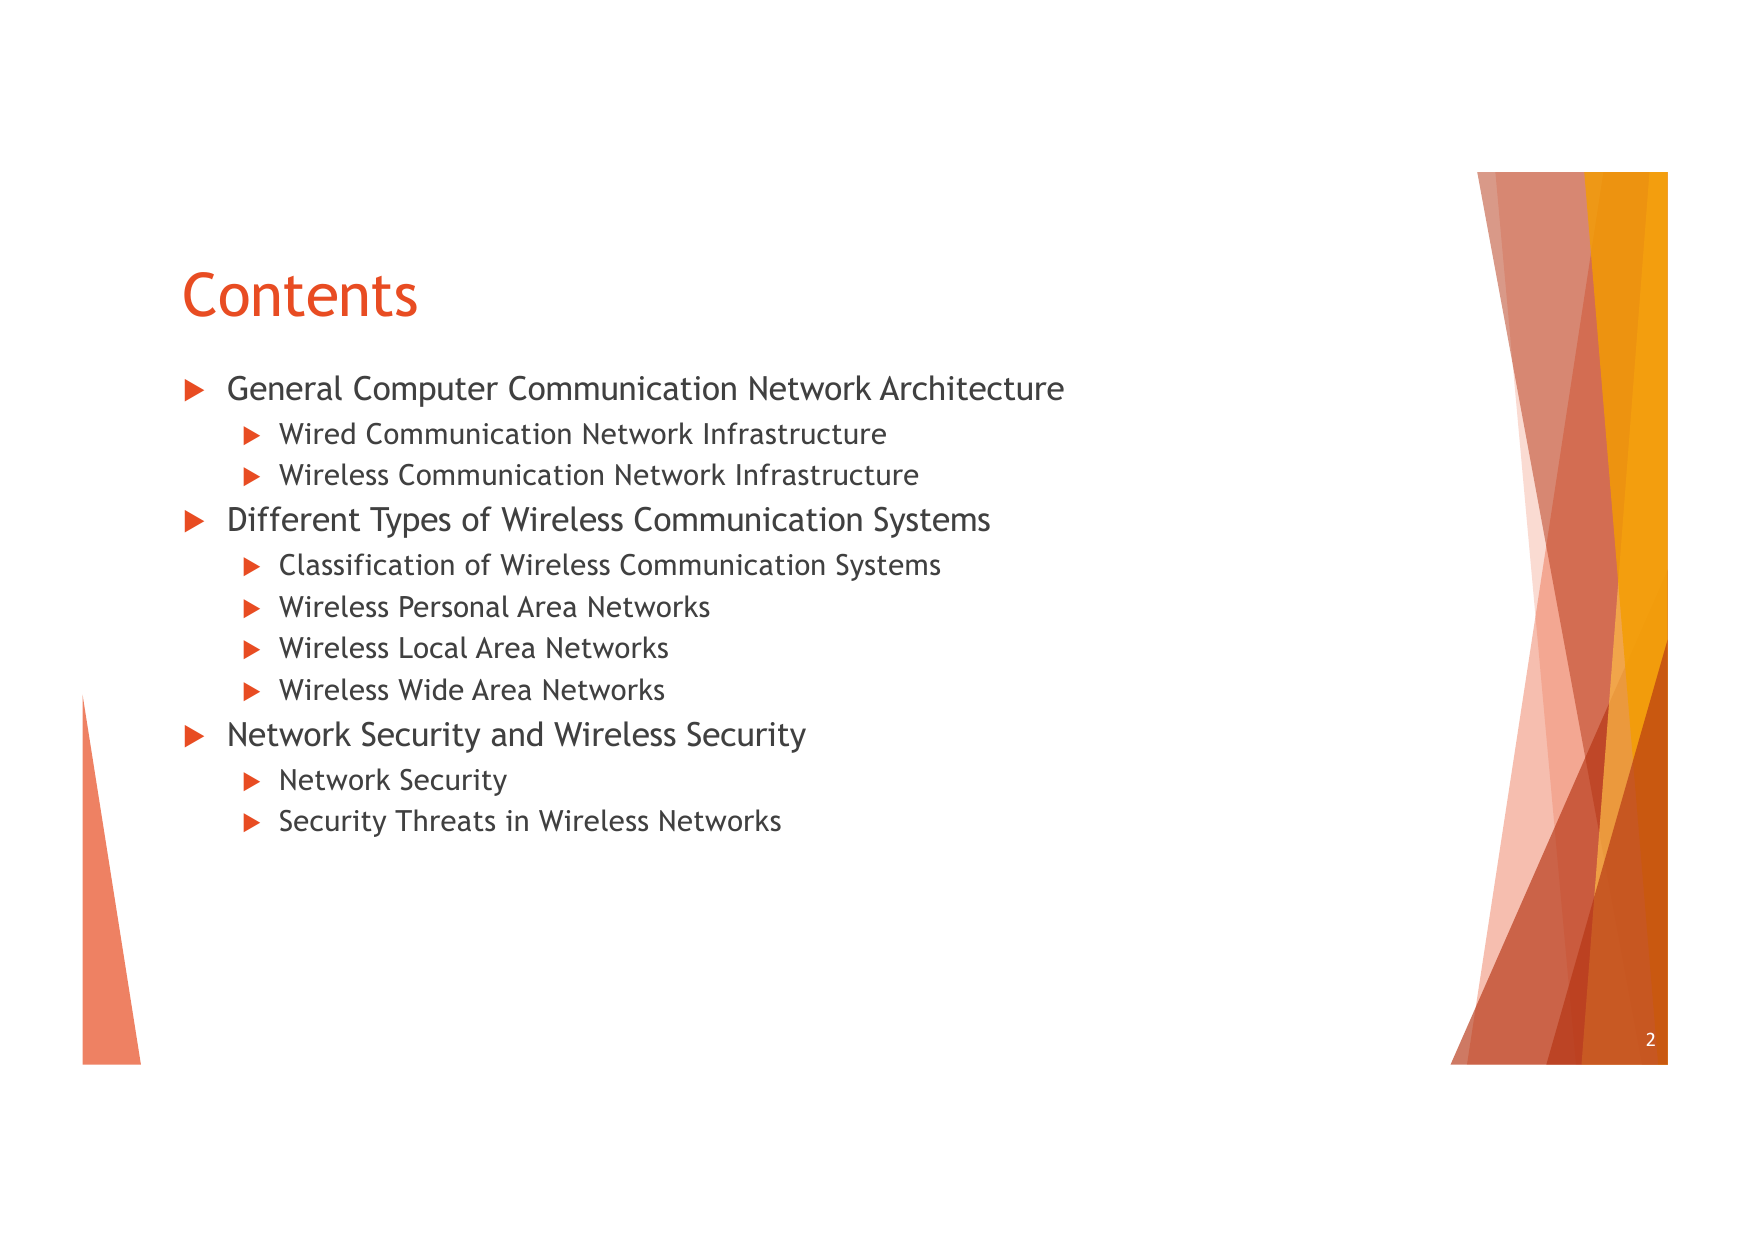 Contents
General Computer Communication Network Architecture
Wired Communication Network Infrastructure
Wireless Communication Network Infrastructure
Different Types of Wireless Communication Systems
Classification of Wireless Communication Systems
Wireless Personal Area Networks
Wireless Local Area Networks
Wireless Wide Area Networks
Network Security and Wireless Security
Network Security
Security Threats in Wireless Networks
2